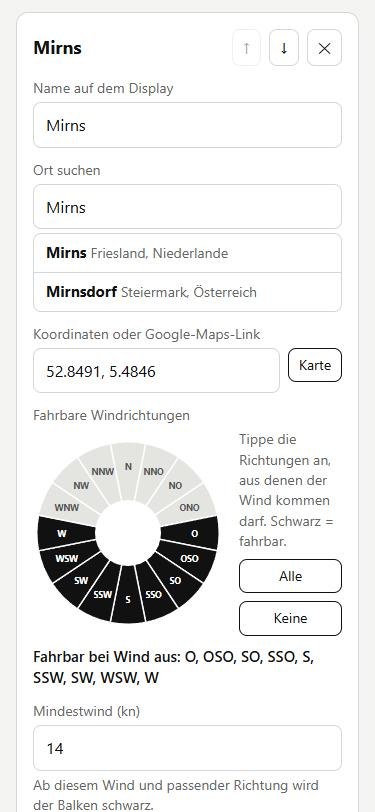 Mirns
Name auf dem Display
Mirns
Ort suchen
Mirns
Mirns Friesland, Niederlande
Mirnsdorf Steiermark, Österreich
Koordinaten oder Google-Maps-Link
52.8491, 5.4846
Karte
Fahrbare Windrichtungen
N
NNO
NO
ONO
O
OSO
SO
SSO
S
SSW
SW
WSW
W
WNW
NW
NNW
Tippe die
Richtungen an,
aus denen der
Wind kommen
darf. Schwarz =
fahrbar.
Alle
Keine
Fahrbar bei Wind aus: O, OSO, SO, SSO, S,
SSW, SW, WSW, W
Mindestwind (kn)
14
Ab diesem Wind und passender Richtung wird
der Balken schwarz.